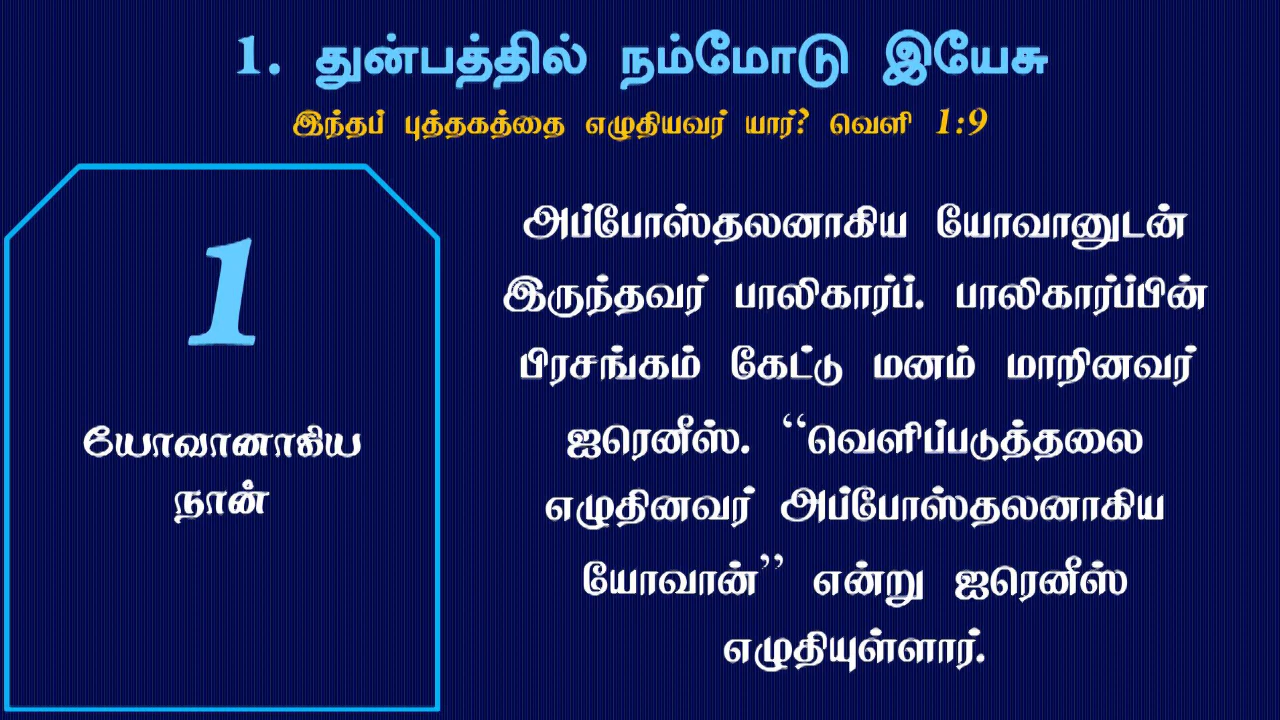 1. துன்பத்தில் நம்மோடு இயேசு
இந்தப் புத்தகத்தை எழுதியவர் யார்? வெளி 1:9
1
யோவானாகிய
நான்
அப்போஸ்தலனாகிய யோவானுடன்
இருந்தவர் பாலிகார்ப். பாலிகார்ப்பின்
பிரசங்கம் கேட்டு மனம் மாறினவர்
ஐரெனீஸ். “வெளிப்படுத்தலை
எழுதினவர் அப்போஸ்தலனாகிய
யோவான்” என்று ஐரெனீஸ்
எழுதியுள்ளார்.